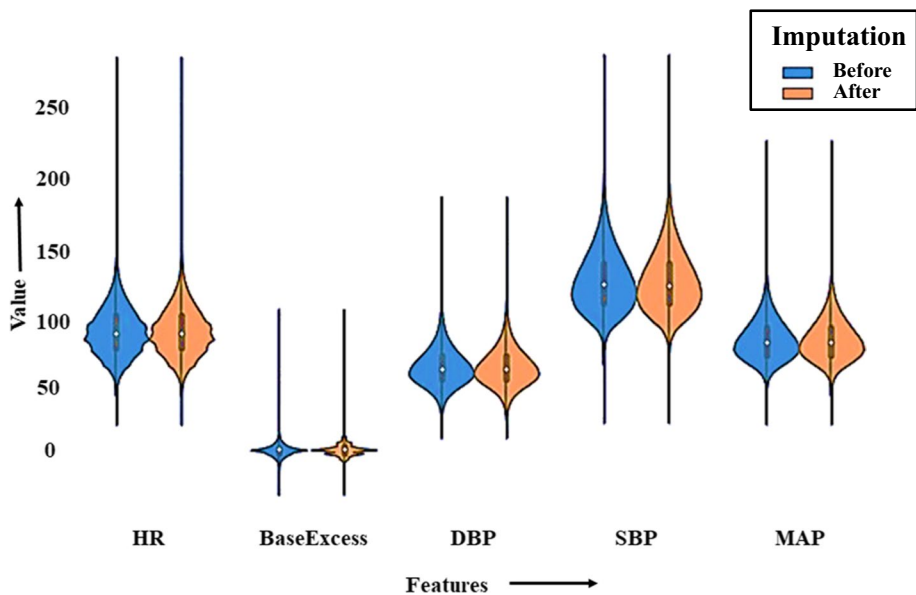 Imputation
Before
After
250
200
150
100
50
0
Value
HR BaseExcess DBP SBP MAP
Features